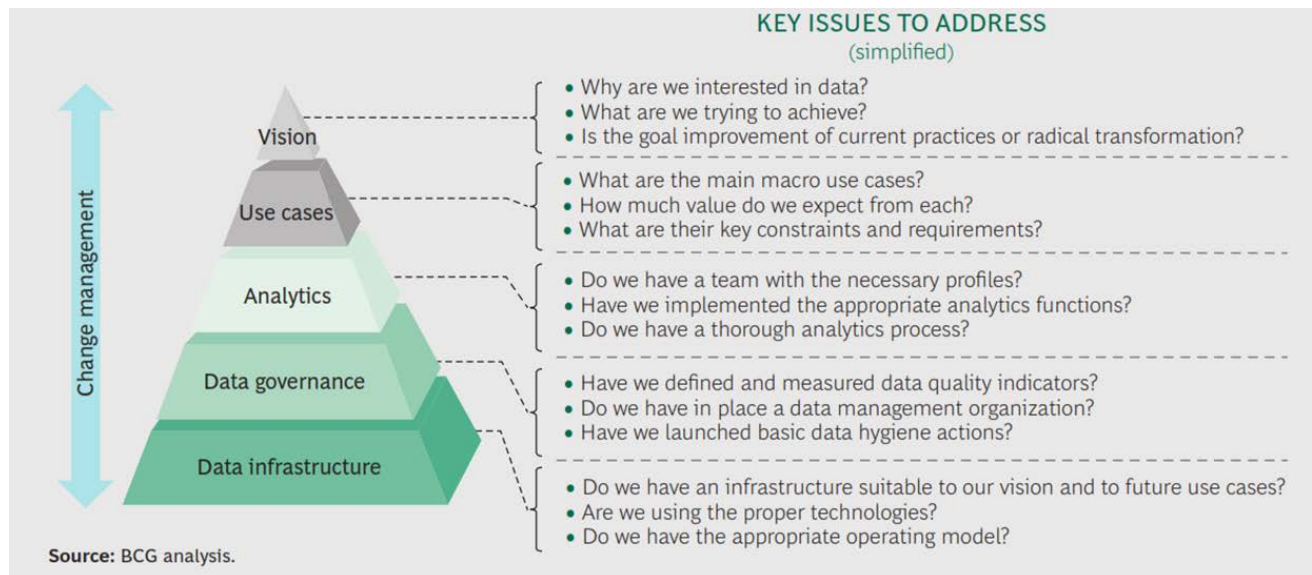 KEY ISSUES TO ADDRESS
(simplified)
Change management
Vision
• Why are we interested in data?
• What are we trying to achieve?
• Is the goal improvement of current practices or radical transformation?
Use cases
• What are the main macro use cases?
• How much value do we expect from each?
• What are their key constraints and requirements?
Analytics
• Do we have a team with the necessary profiles?
• Have we implemented the appropriate analytics functions?
• Do we have a thorough analytics process?
Data governance
• Have we defined and measured data quality indicators?
• Do we have in place a data management organization?
• Have we launched basic data hygiene actions?
Data infrastructure
• Do we have an infrastructure suitable to our vision and to future use cases?
• Are we using the proper technologies?
• Do we have the appropriate operating model?
Source: BCG analysis.